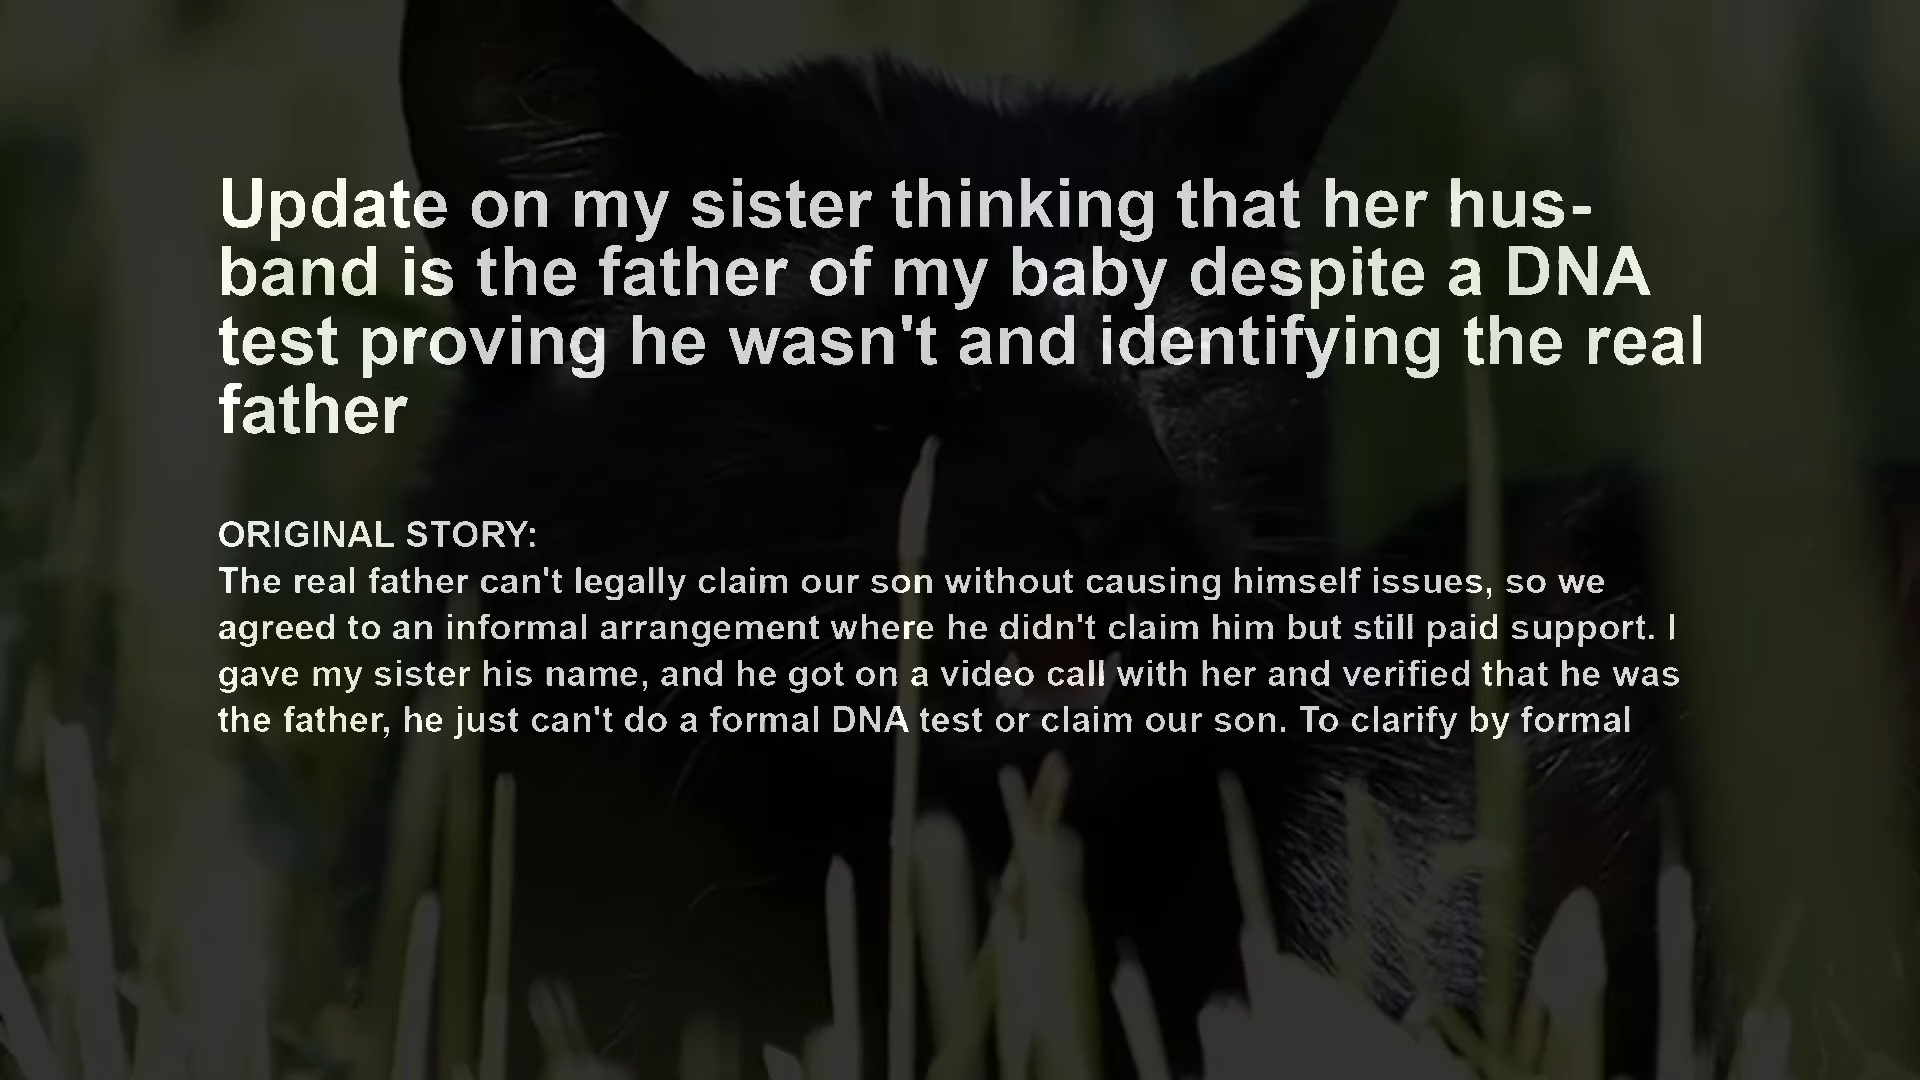 Update on my sister thinking that her hus-
band is the father of my baby despite a DNA
test proving he wasn't and identifying the real
father
ORIGINAL STORY:
The real father can't legally claim our son without causing himself issues, so we
agreed to an informal arrangement where he didn't claim him but still paid support. I
gave my sister his name, and he got on a video call with her and verified that he was
the father, he just can't do a formal DNA test or claim our son. To clarify by formal